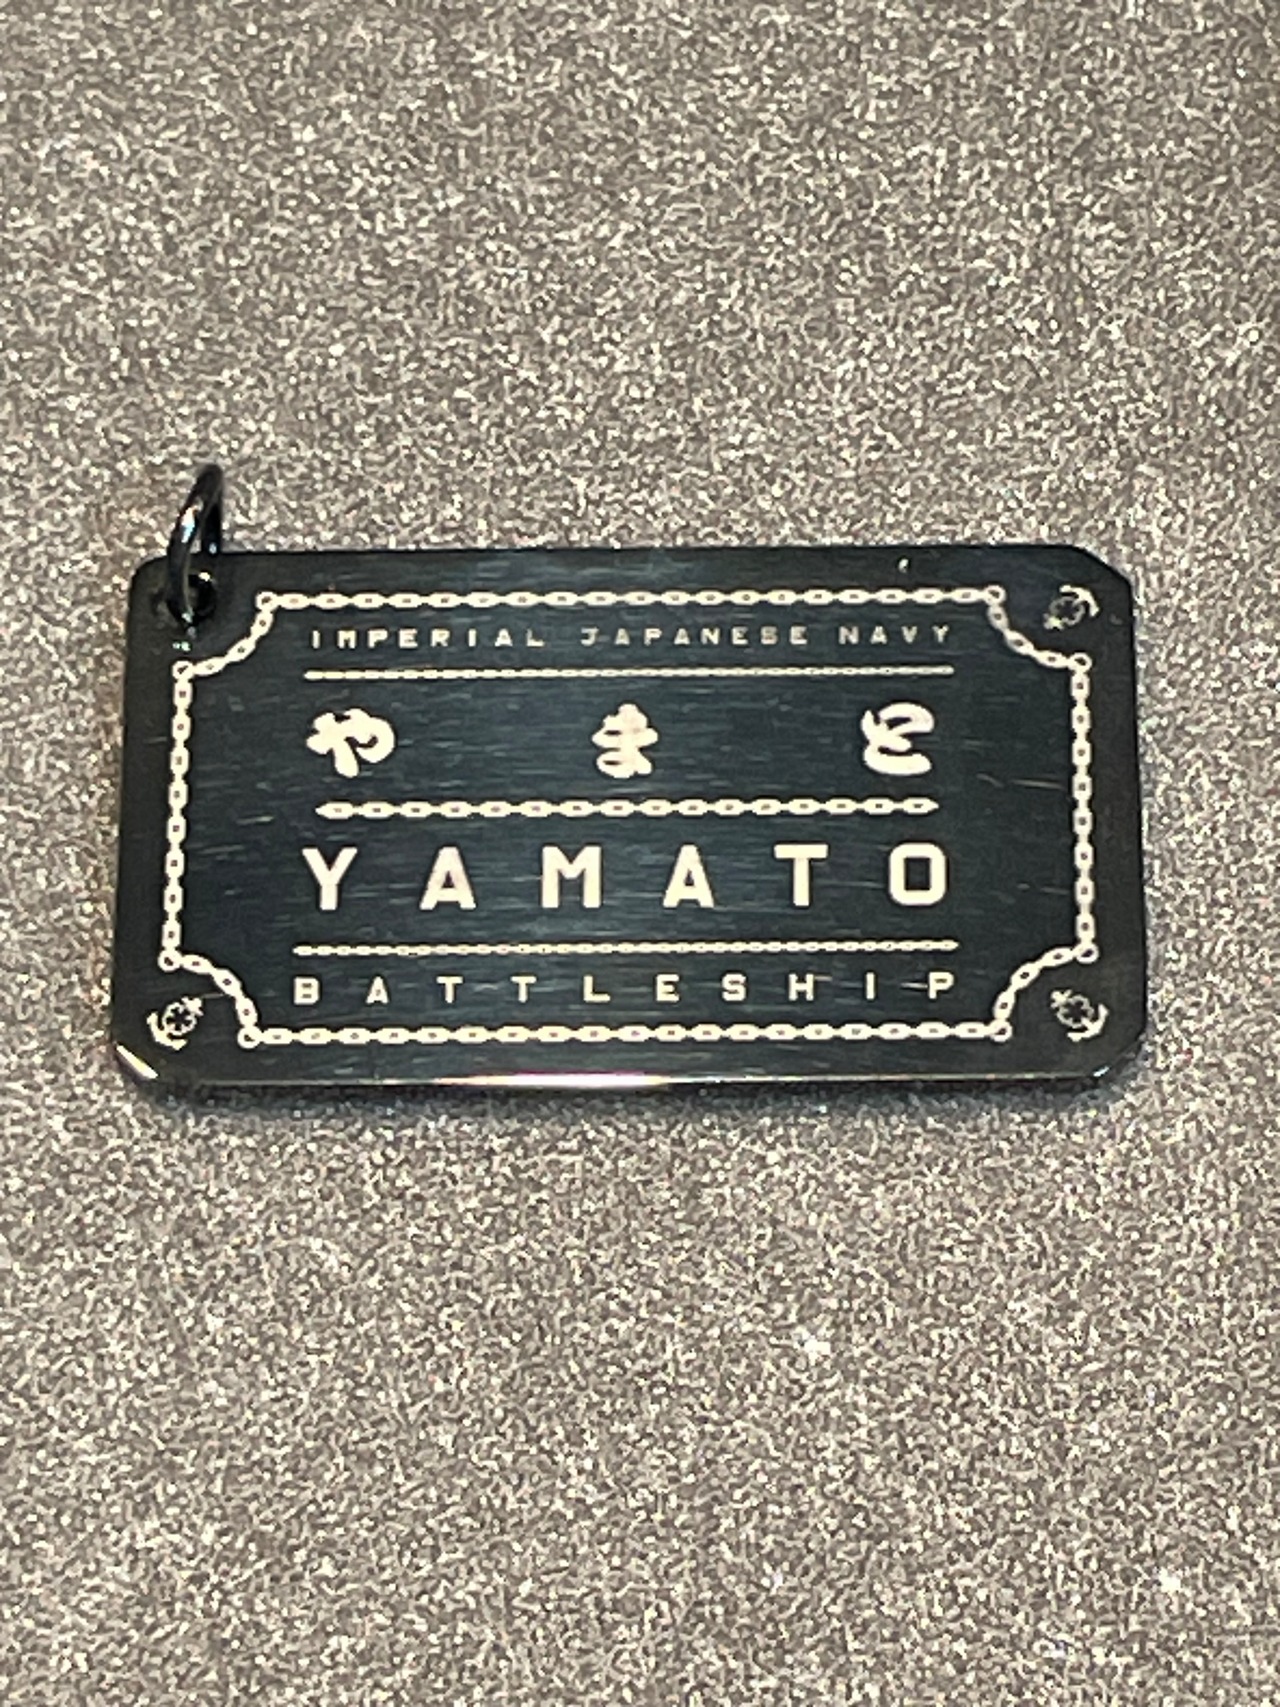 IMPERIAL JAPANESE NAVY
やまと
YAMATO
BATTLESHIP